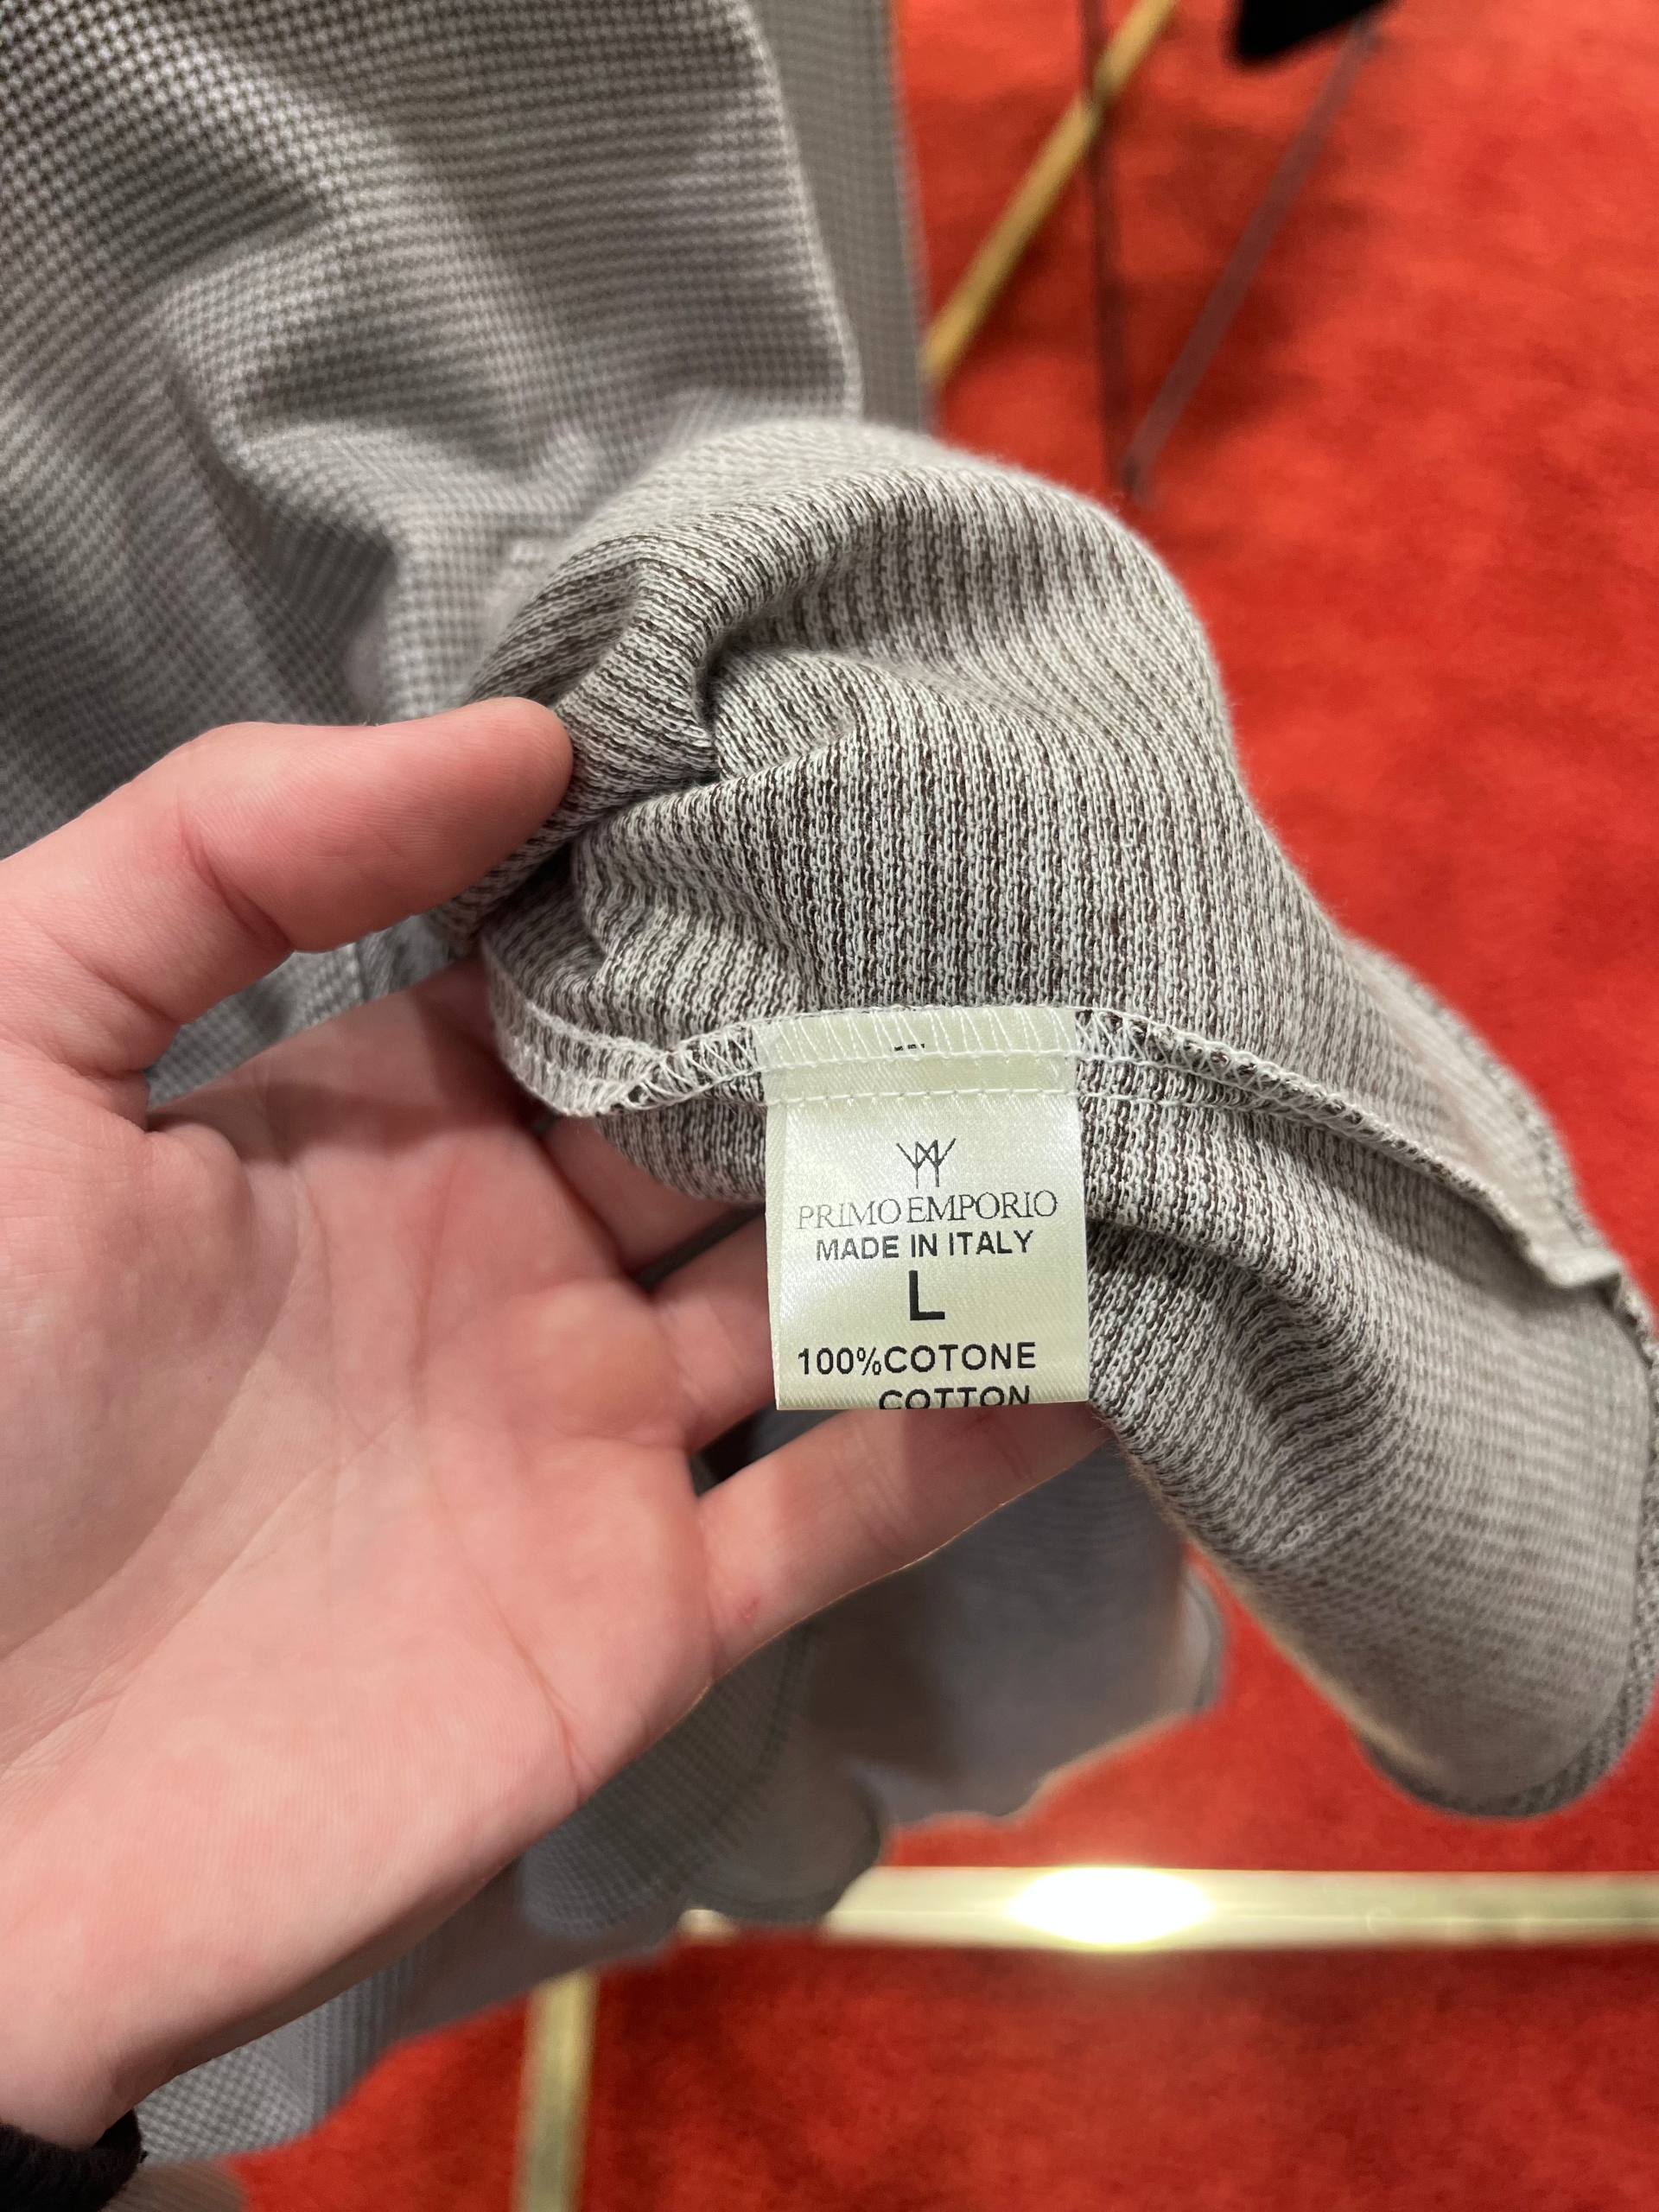 PRIMO EMPORIO
MADE IN ITALY
L
100%COTONE
COTTON